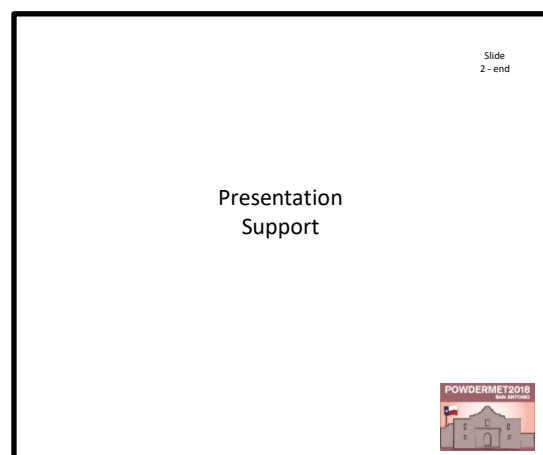 Slide
2 - end
Presentation
Support
POWDERMET2018
SAN ANTONIO